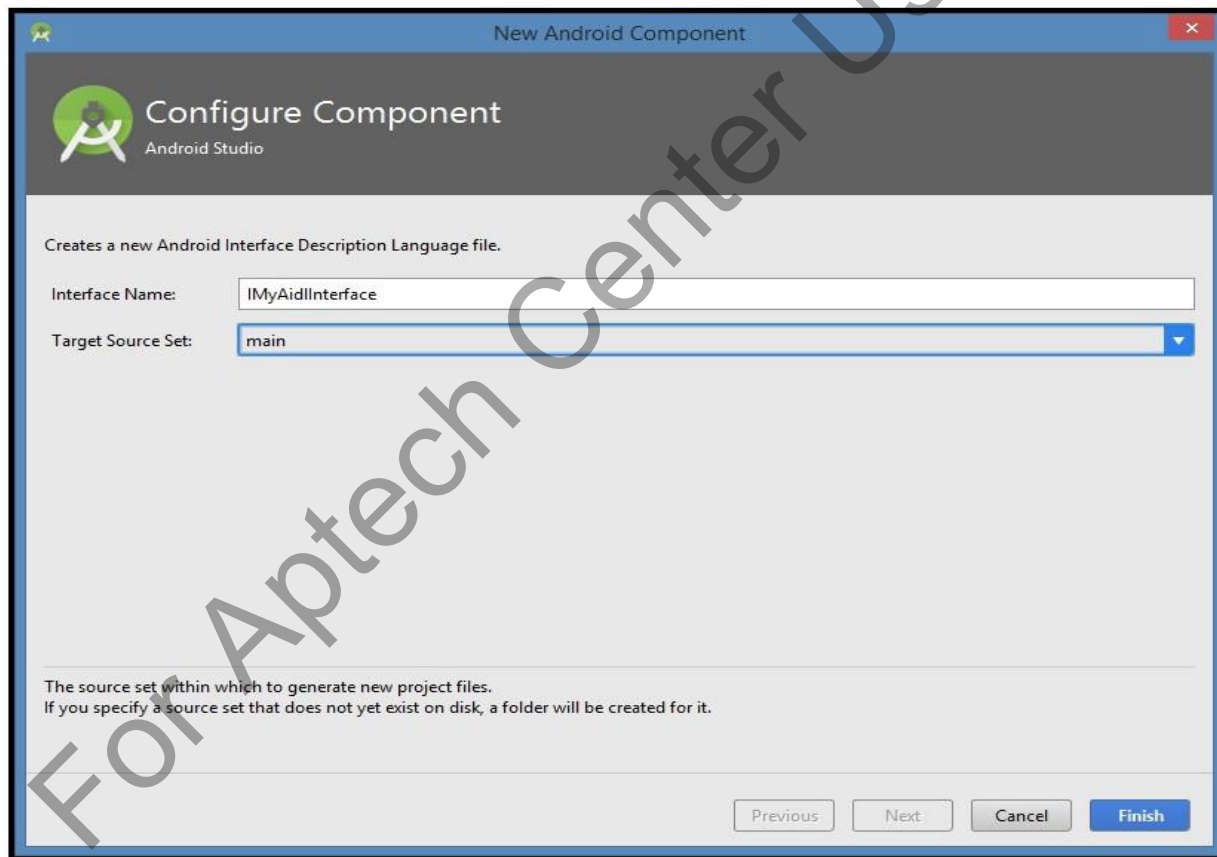 New Android Component
Configure Component
Android Studio
Creates a new Android Interface Description Language file.
Interface Name: IMyAidlInterface
Target Source Set: main
The source set within which to generate new project files.
If you specify a source set that does not yet exist on disk, a folder will be created for it.
Previous Next Cancel Finish
For Aptech Center